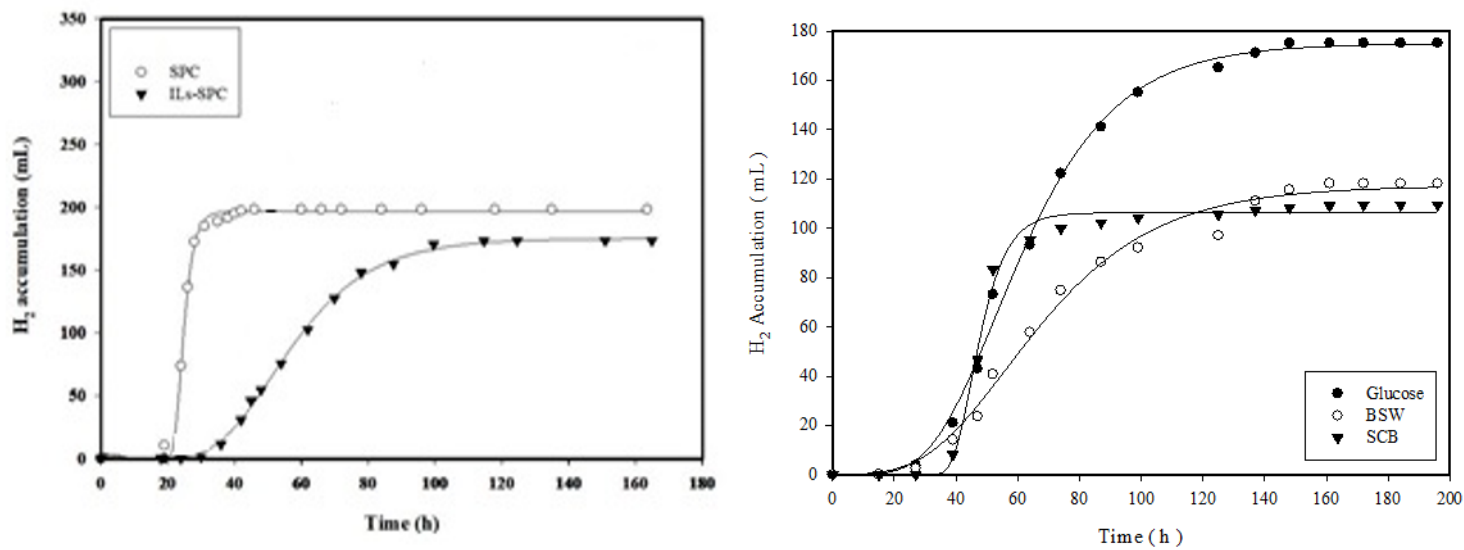 350
300
250
200
150
100
50
0
H2 accumulation (mL)
SPC
ILs-SPC
0 20 40 60 80 100 120 140 160 180
Time (h)
180
160
140
120
100
80
60
40
20
0
H2 Accumulation ( mL )
Glucose
BSW
SCB
0 20 40 60 80 100 120 140 160 180 200
Time ( h )